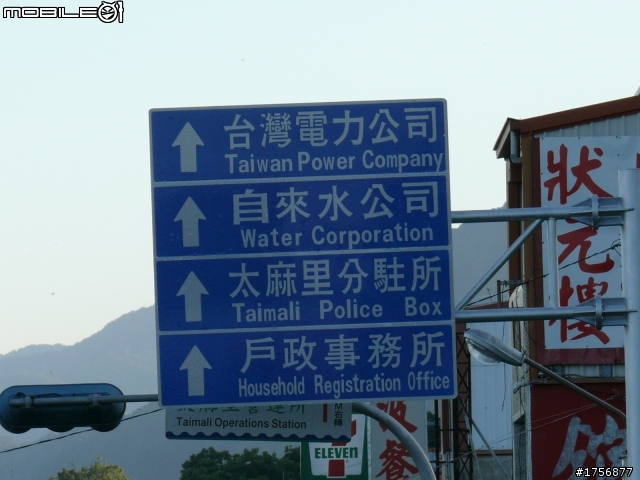 MOBILE01
台灣電力公司
Taiwan Power Company
自來水公司
Water Corporation
太麻里分駐所
Taimali Police Box
戶政事務所
Household Registration Office
Taimali Operations Station
狀元樓
7
ELEVEN
餐
#1756877